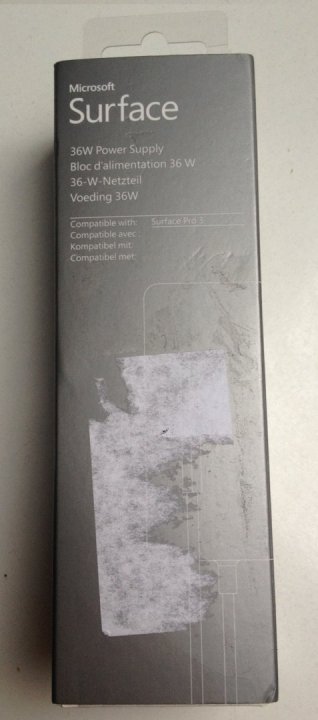 Microsoft
Surface
36W Power Supply
Bloc d'alimentation 36 W
36-W-Netzteil
Voeding 36W
Compatible with: Surface Pro 3
Compatible avec :
Kompatibel mit:
Compatibel met: